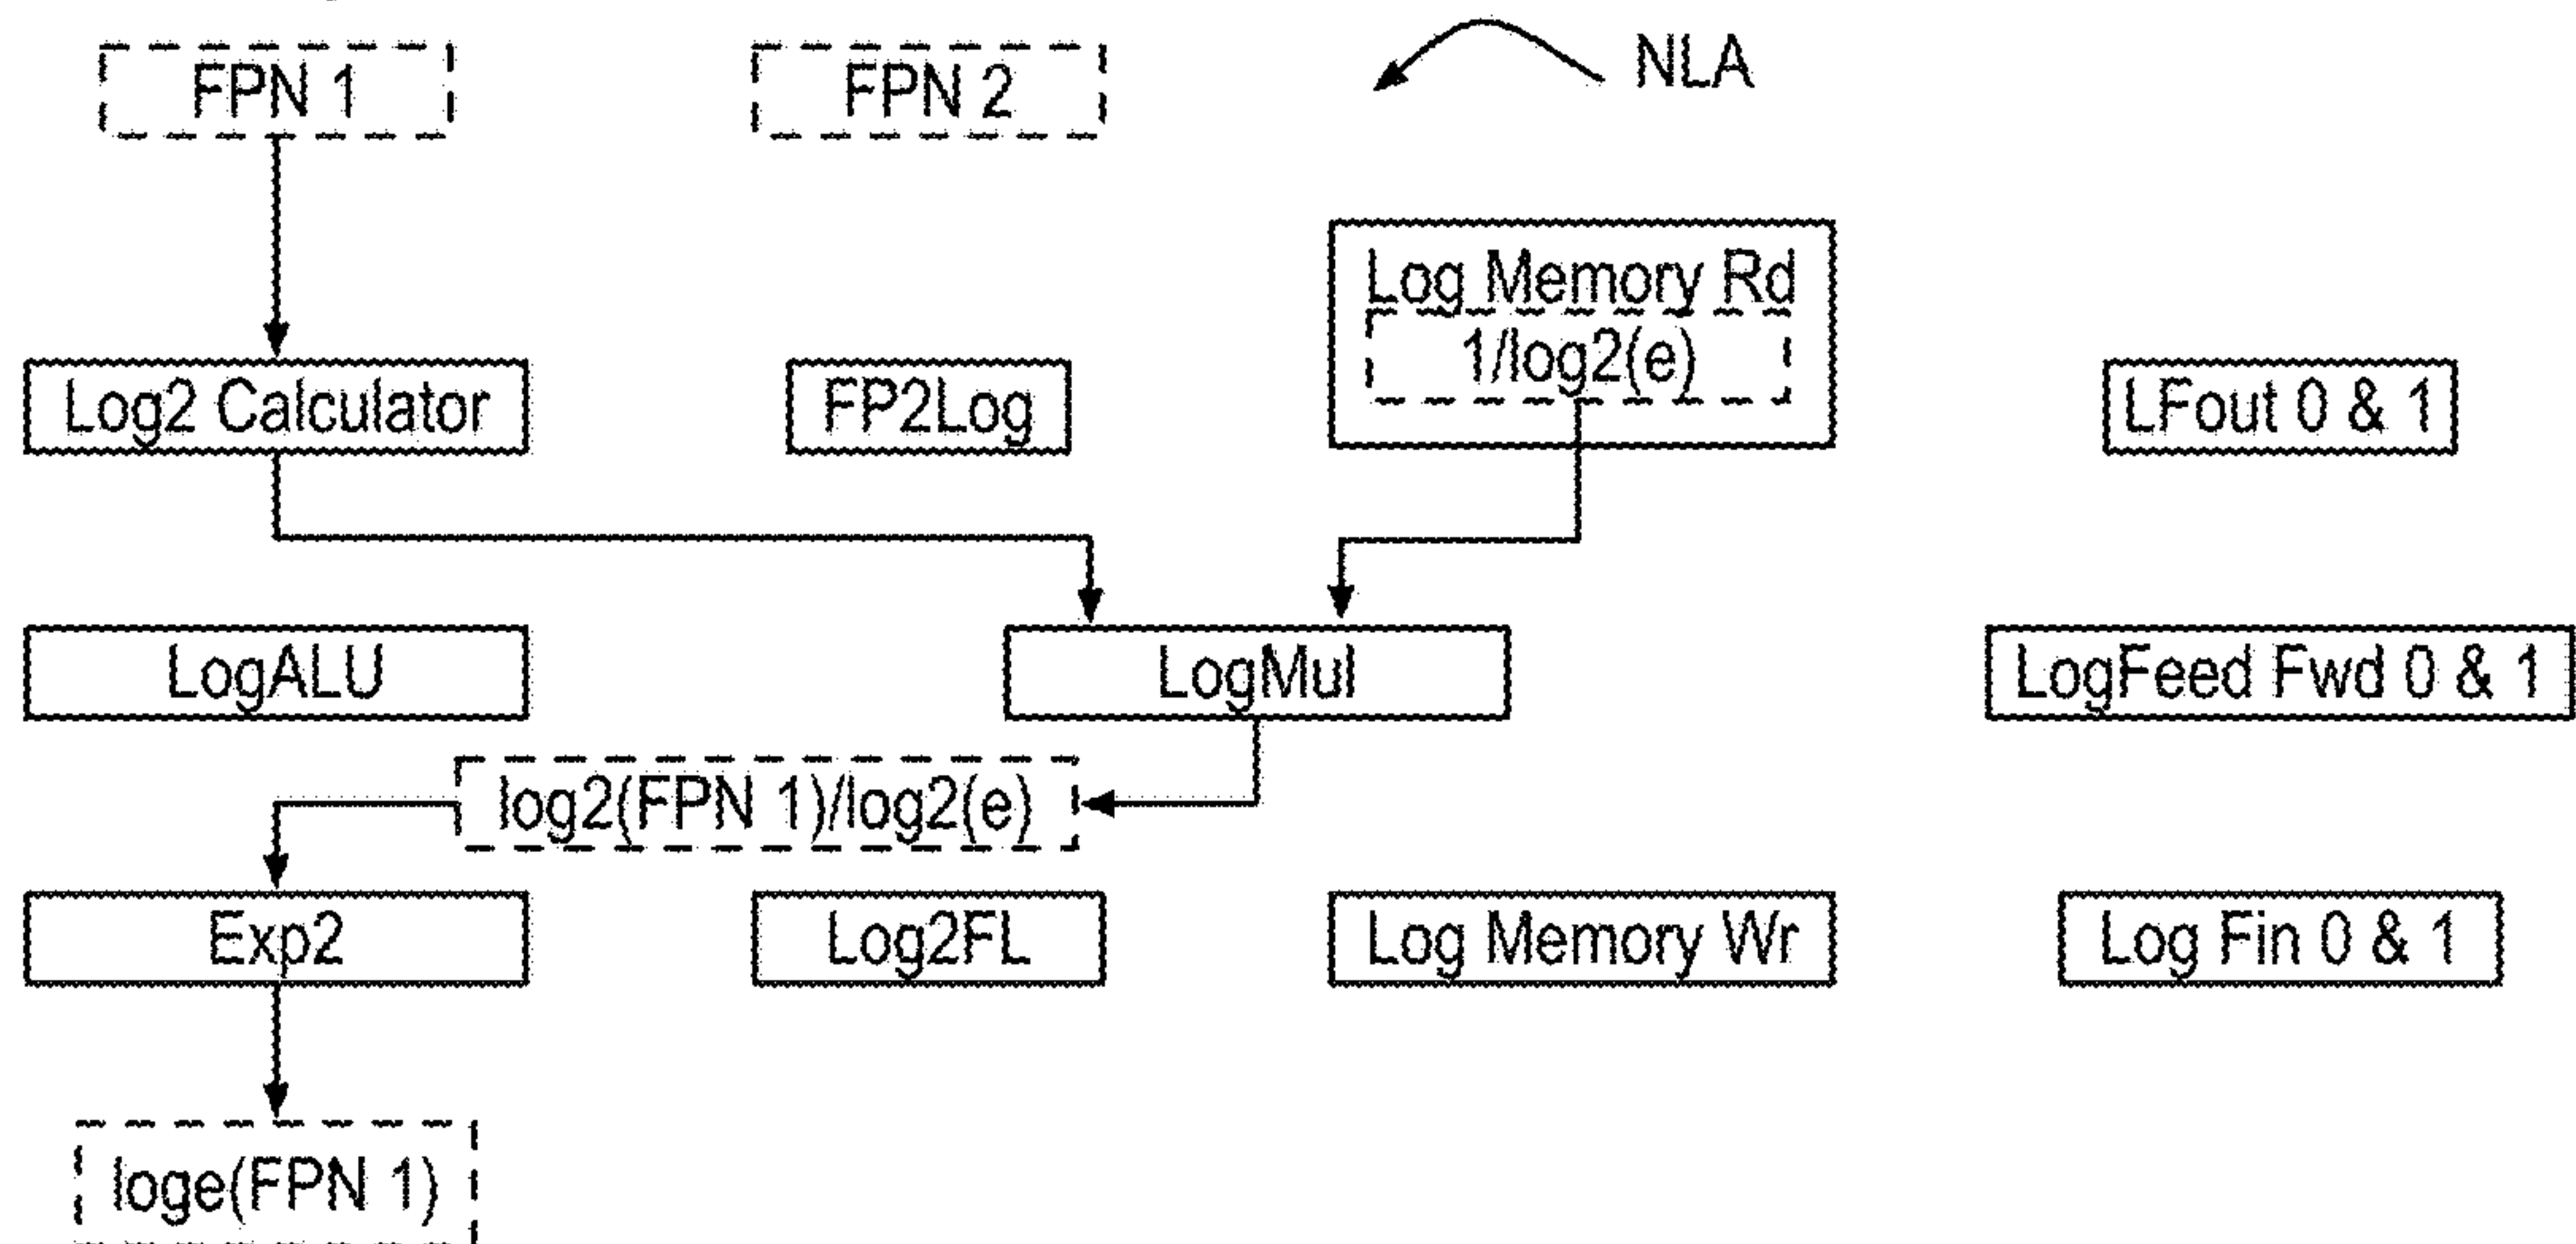 FPN 1
FPN 2
NLA
Log Memory Rd
1/log2(e)
Log2 Calculator
FP2Log
LFout 0 & 1
LogALU
LogMul
LogFeed Fwd 0 & 1
log2(FPN 1)/log2(e)
Exp2
Log2FL
Log Memory Wr
Log Fin 0 & 1
loge(FPN 1)